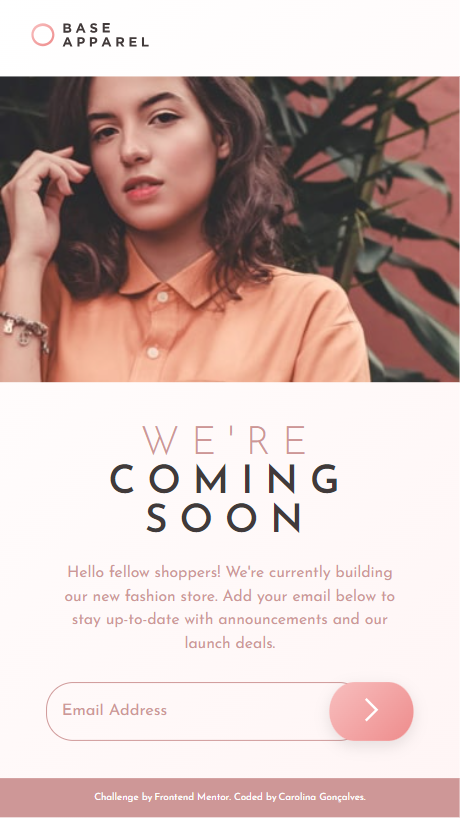 BASE
APPAREL
WE'RE
COMING
SOON
Hello fellow shoppers! We're currently building
our new fashion store. Add your email below to
stay up-to-date with announcements and our
launch deals.
Email Address
Challenge by Frontend Mentor. Coded by Carolina Gonçalves.